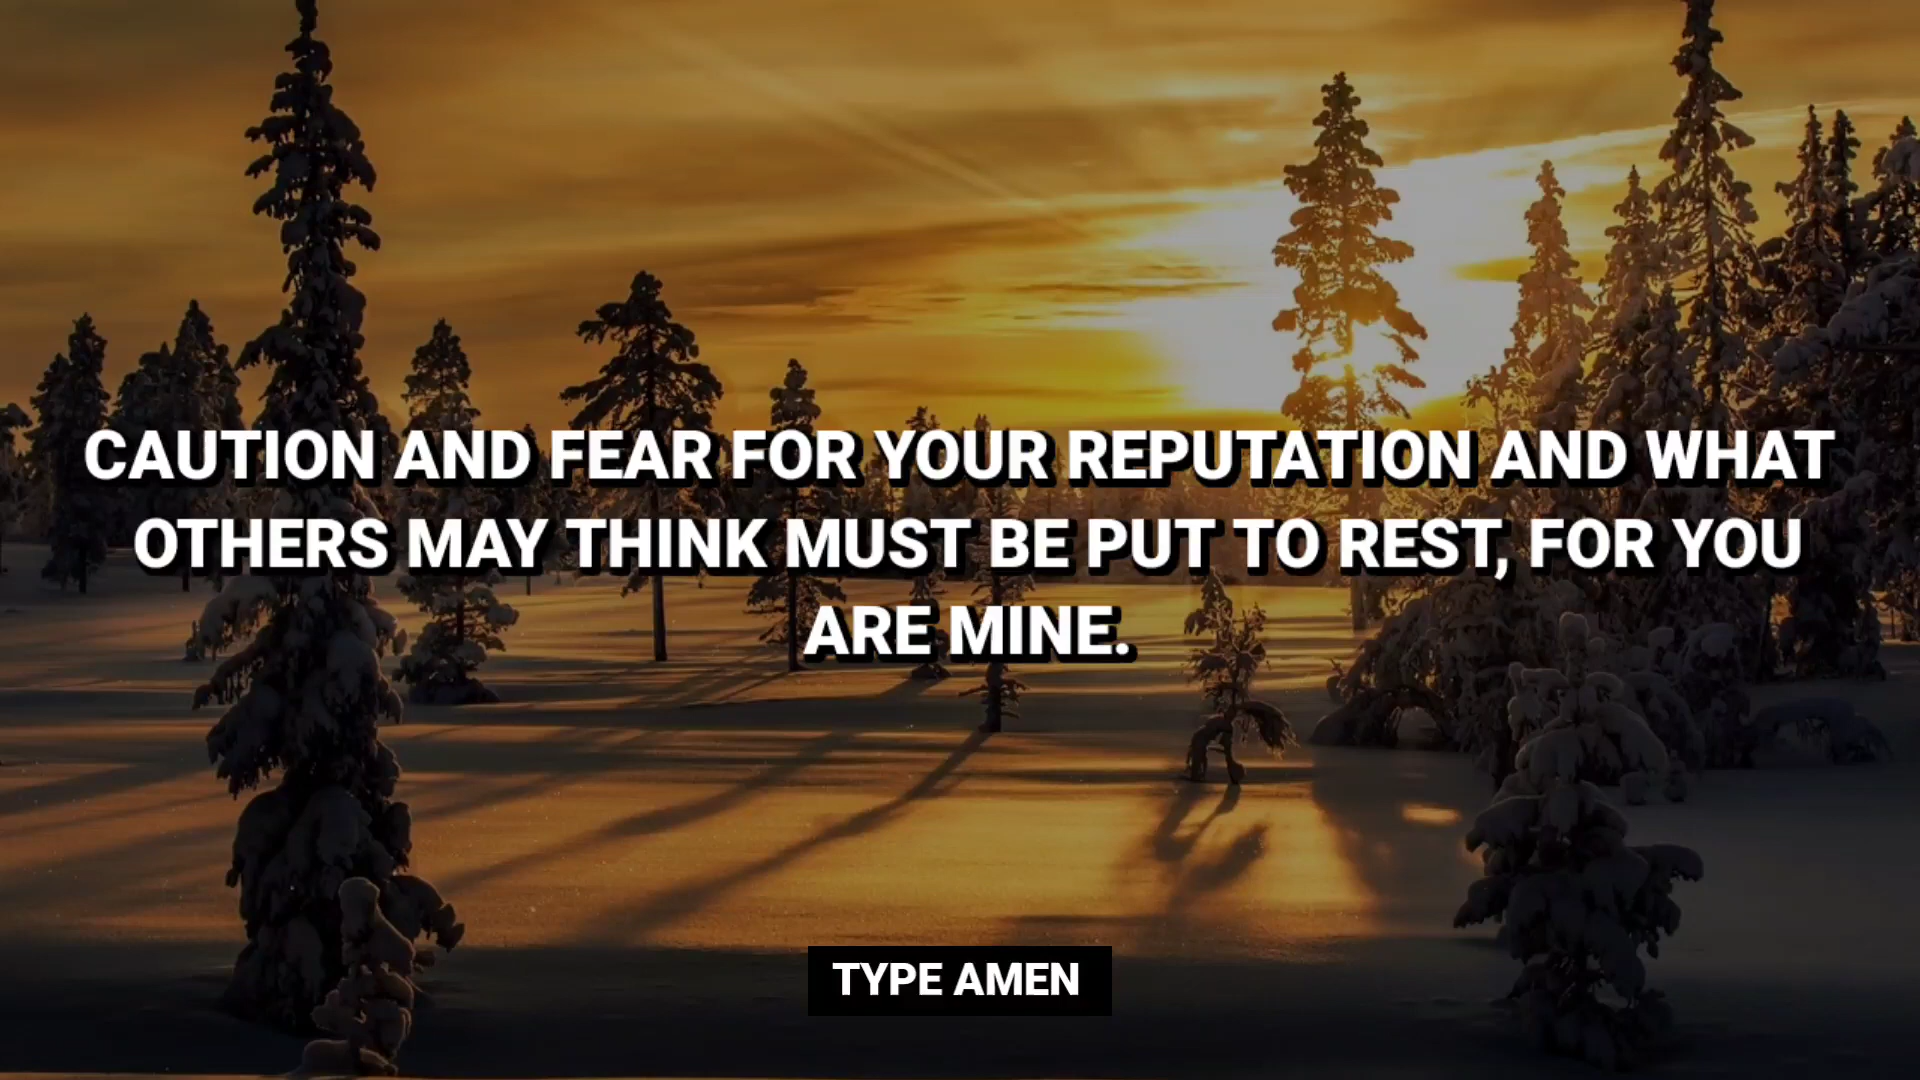 CAUTION AND FEAR FOR YOUR REPUTATION AND WHAT
OTHERS MAY THINK MUST BE PUT TO REST, FOR YOU
ARE MINE.
TYPE AMEN